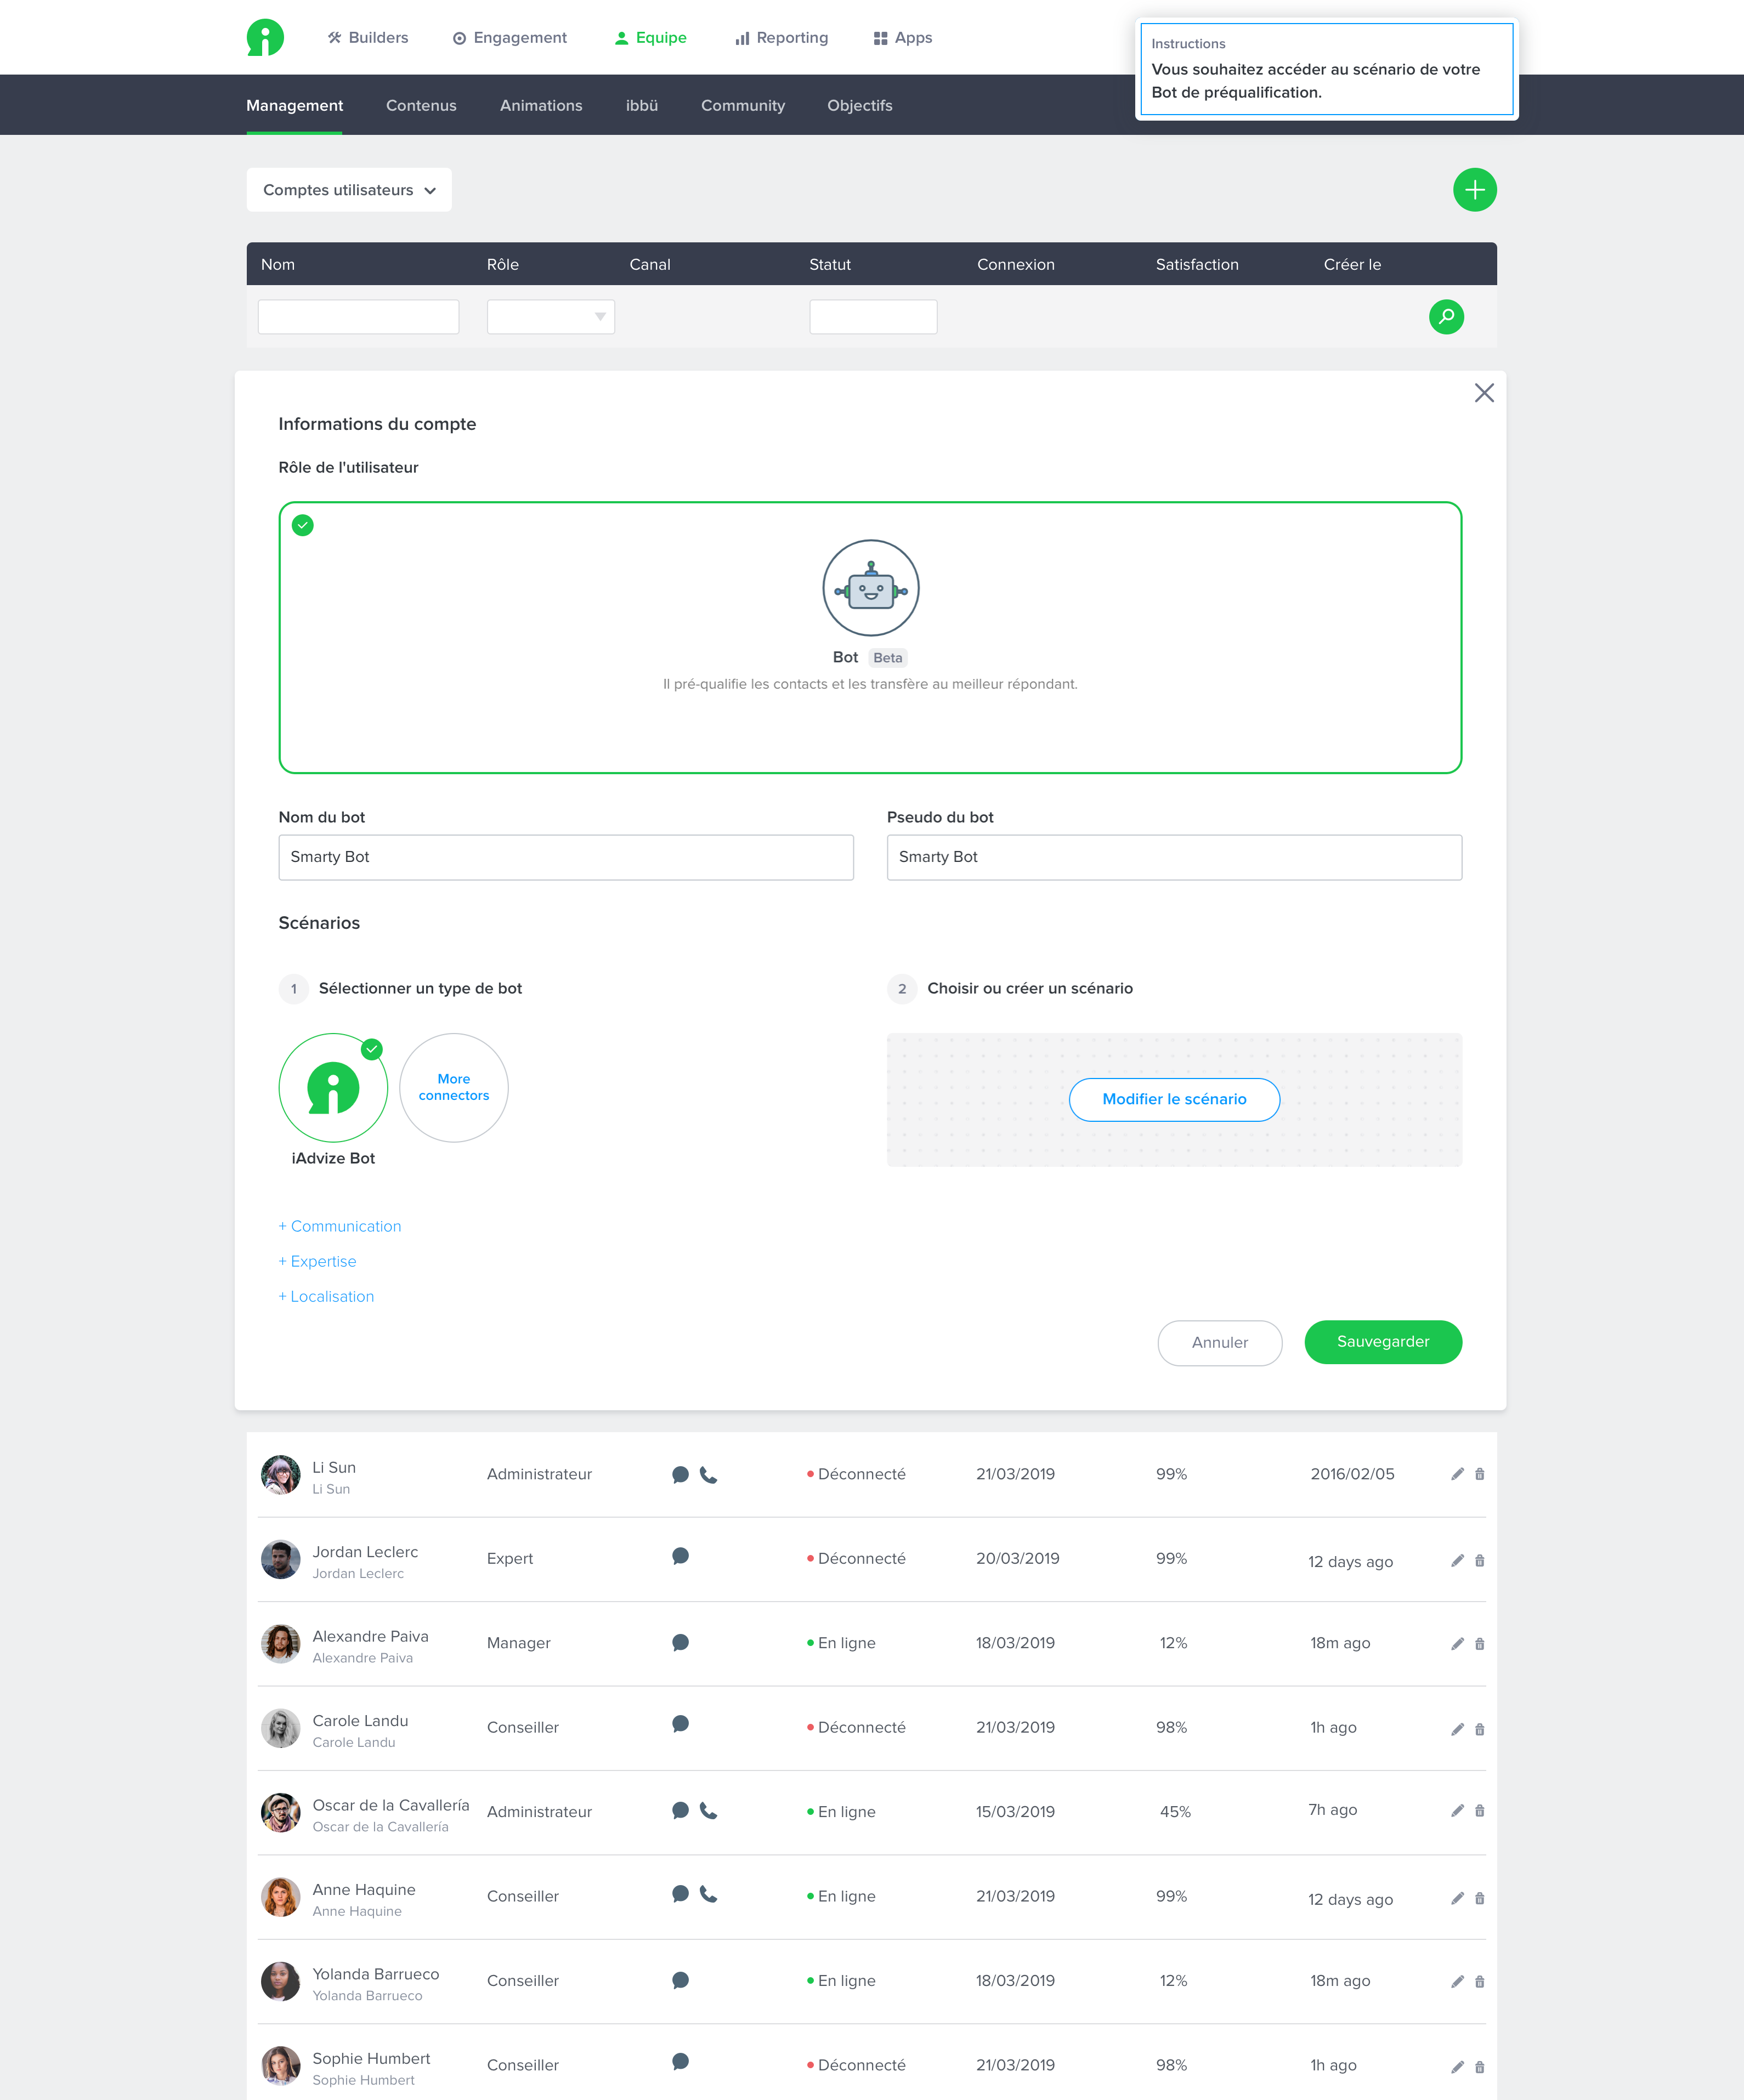 Builders
Engagement
Equipe
Reporting
Apps
Instructions
Vous souhaitez accéder au scénario de votre
Bot de préqualification.
Management
Contenus
Animations
ibbü
Community
Objectifs
Comptes utilisateurs
Nom
Rôle
Canal
Statut
Connexion
Satisfaction
Créer le
Informations du compte
Rôle de l'utilisateur
Bot
Beta
Il pré-qualifie les contacts et les transfère au meilleur répondant.
Nom du bot
Pseudo du bot
Smarty Bot
Smarty Bot
Scénarios
1
Sélectionner un type de bot
2
Choisir ou créer un scénario
More
connectors
Modifier le scénario
iAdvize Bot
+ Communication
+ Expertise
+ Localisation
Annuler
Sauvegarder
Li Sun
Li Sun
Administrateur
Déconnecté
21/03/2019
99%
2016/02/05
Jordan Leclerc
Jordan Leclerc
Expert
Déconnecté
20/03/2019
99%
12 days ago
Alexandre Paiva
Alexandre Paiva
Manager
En ligne
18/03/2019
12%
18m ago
Carole Landu
Carole Landu
Conseiller
Déconnecté
21/03/2019
98%
1h ago
Oscar de la Cavallería
Oscar de la Cavallería
Administrateur
En ligne
15/03/2019
45%
7h ago
Anne Haquine
Anne Haquine
Conseiller
En ligne
21/03/2019
99%
12 days ago
Yolanda Barrueco
Yolanda Barrueco
Conseiller
En ligne
18/03/2019
12%
18m ago
Sophie Humbert
Sophie Humbert
Conseiller
Déconnecté
21/03/2019
98%
1h ago